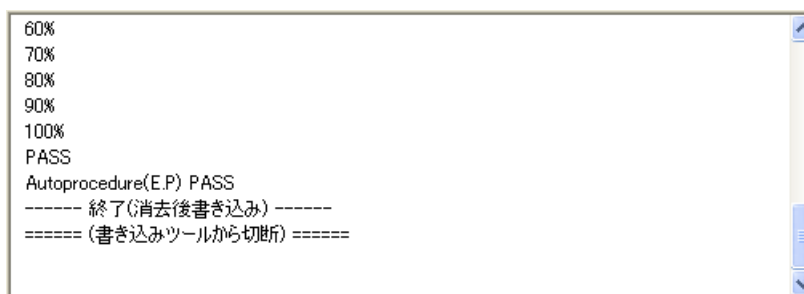 60%
70%
80%
90%
100%
PASS
Autoprocedure(E.P) PASS
------ 終了(消去後書き込み) ------
====== (書き込みツールから切断) ======